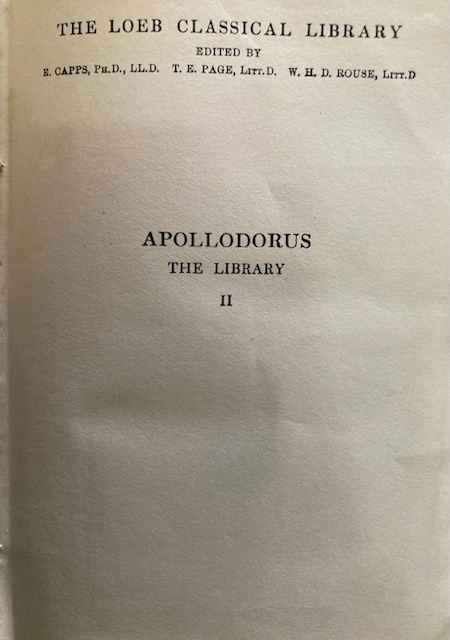 THE LOEB CLASSICAL LIBRARY
EDITED BY
E. CAPPS, Ph.D., LL.D. T. E. PAGE, Litt.D. W. H. D. ROUSE, Litt.D
APOLLODORUS
THE LIBRARY
II